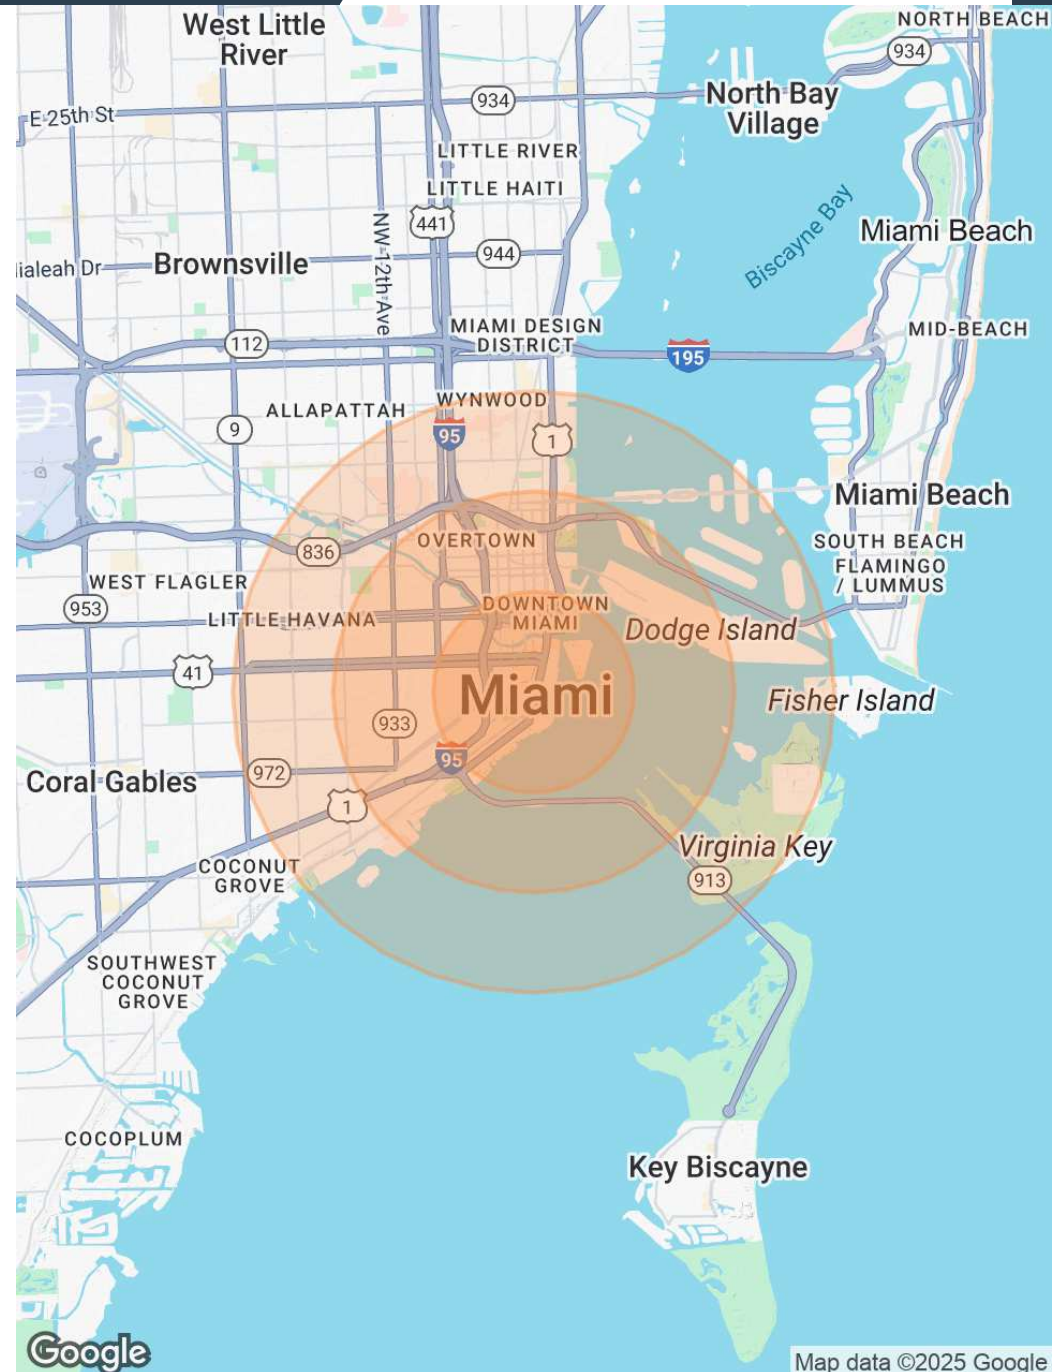 West Little
River
NORTH BEACH
934
E 25th St
934
North Bay
Village
LITTLE RIVER
LITTLE HAITI
441
NW 12th Ave
Biscayne Bay
Miami Beach
944
ialeah Dr
Brownsville
MIAMI DESIGN
DISTRICT
MID-BEACH
112
195
WYNWOOD
ALLAPATTAH
9
95
1
Miami Beach
OVERTOWN
SOUTH BEACH
836
FLAMINGO
/ LUMMUS
WEST FLAGLER
953
DOWNTOWN
MIAMI
LITTLE HAVANA
Dodge Island
41
Miami
Fisher Island
933
95
972
Coral Gables
1
Virginia Key
COCONUT
GROVE
913
SOUTHWEST
COCONUT
GROVE
COCOPLUM
Key Biscayne
Google
Map data ©2025 Google